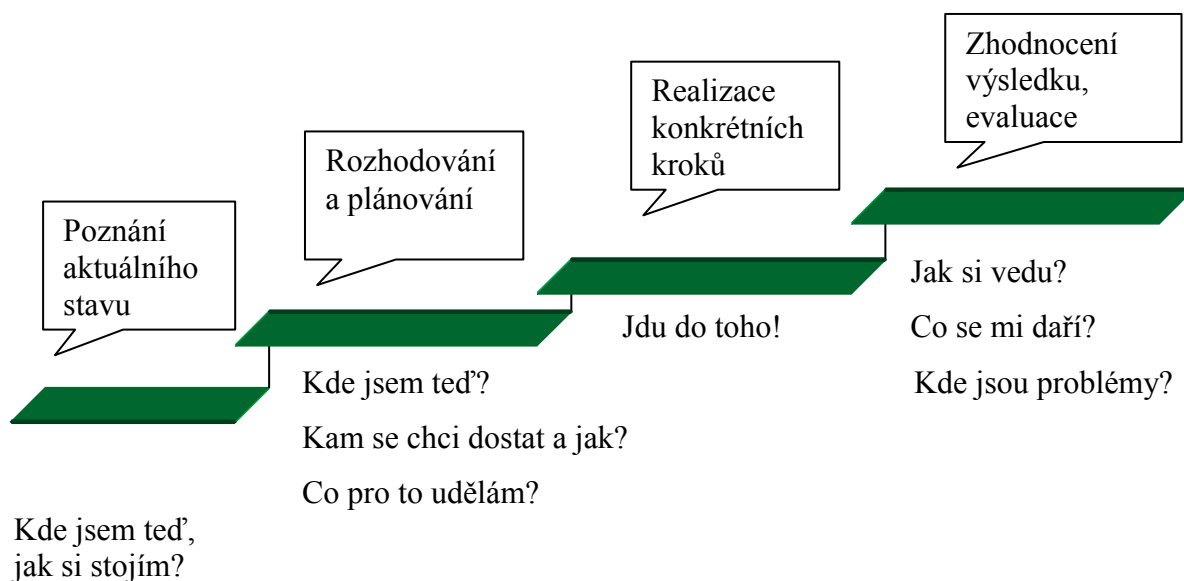 Poznání
aktuálního
stavu
Kde jsem teď,
jak si stojím?
Rozhodování
a plánování
Kde jsem teď?
Kam se chci dostat a jak?
Co pro to udělám?
Realizace
konkrétních
kroků
Jdu do toho!
Zhodnocení
výsledku,
evaluace
Jak si vedu?
Co se mi daří?
Kde jsou problémy?